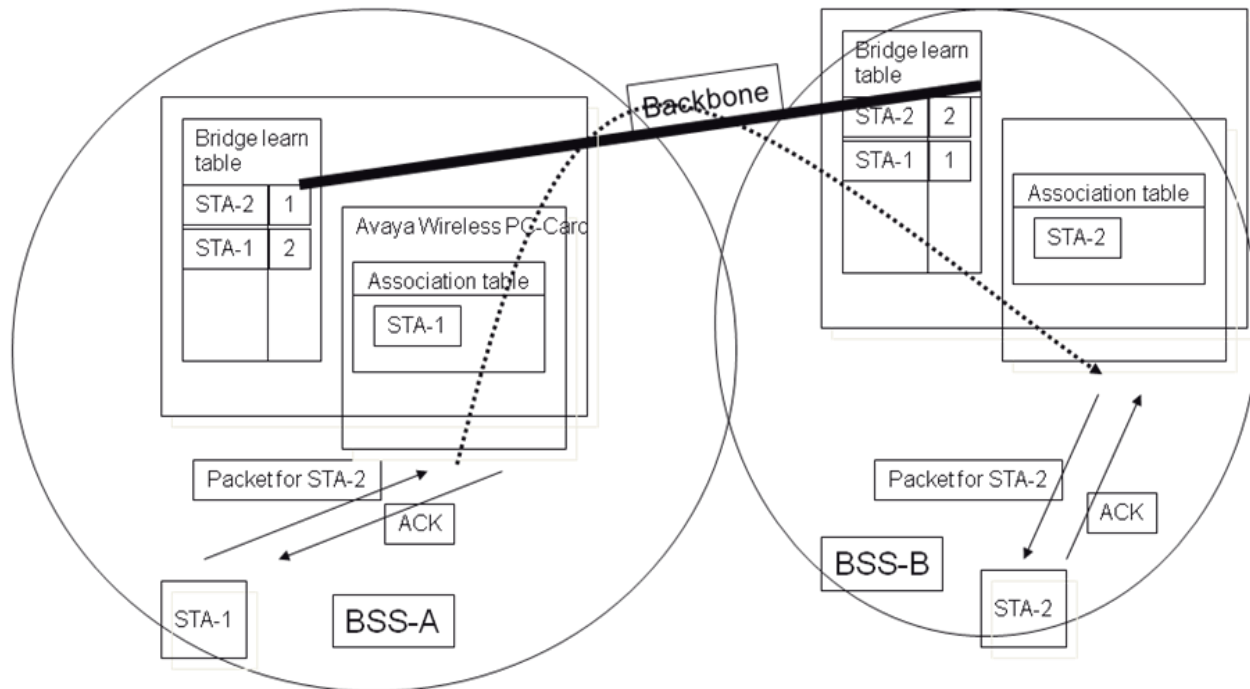 Bridge learn
table
STA-2 1
STA-1 2
Avaya Wireless PC-Card
Association table
STA-1
Packet for STA-2
ACK
STA-1
BSS-A
Backbone
Bridge learn
table
STA-2 2
STA-1 1
Association table
STA-2
Packet for STA-2
ACK
BSS-B
STA-2